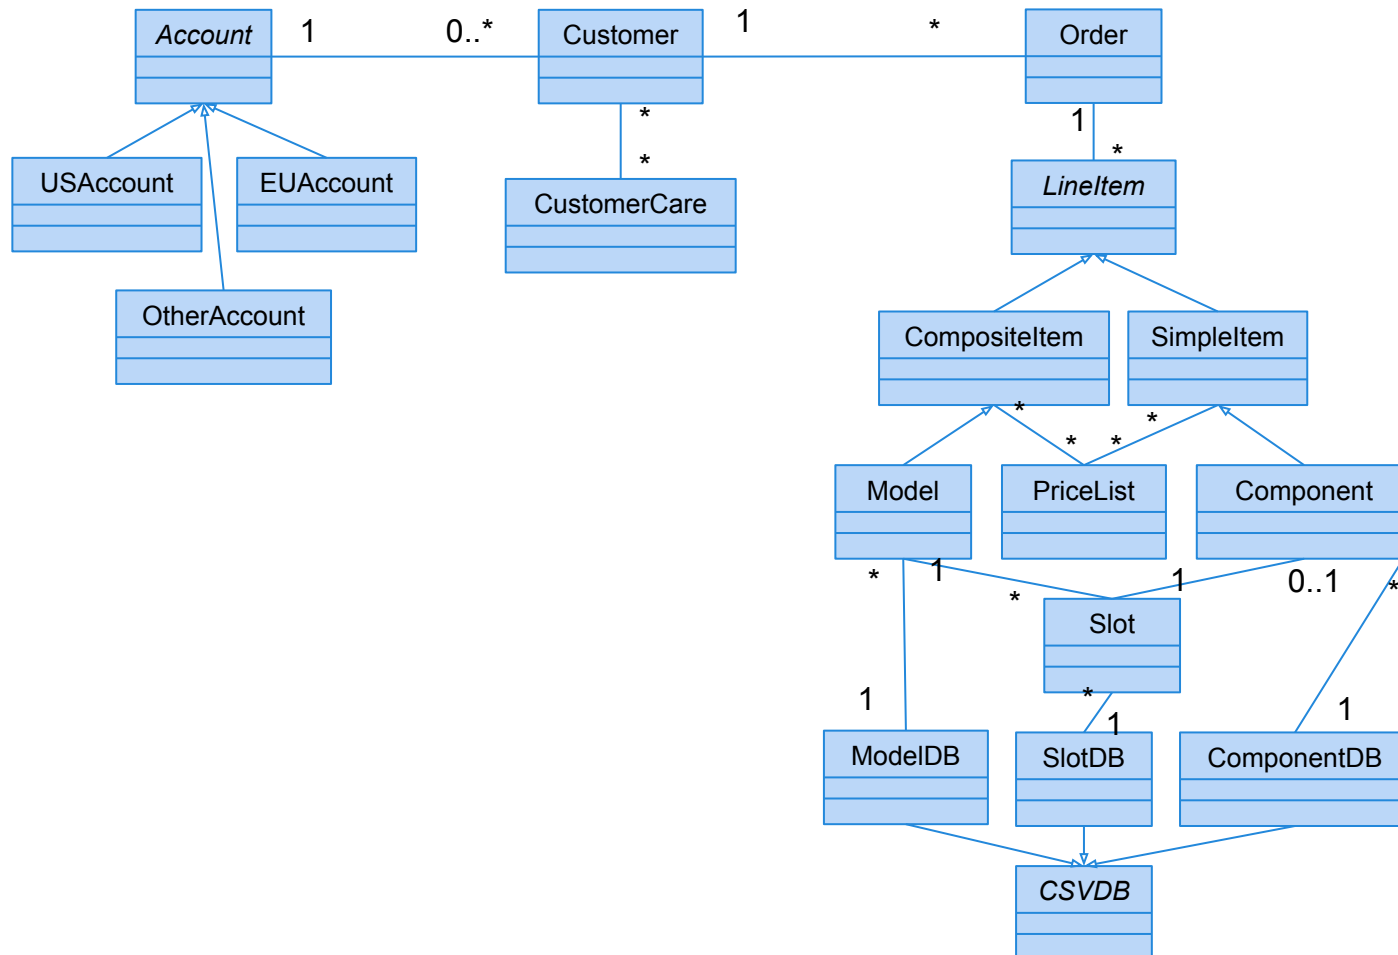 Account 1 0..* Customer 1 * Order
* 1
USAccount EUAccount * *
CustomerCare LineItem
OtherAccount
CompositeItem SimpleItem
* *
* *
Model PriceList Component
* 1 1 0..1 *
*
Slot
* 
1 1 1
ModelDB SlotDB ComponentDB
CSVDB